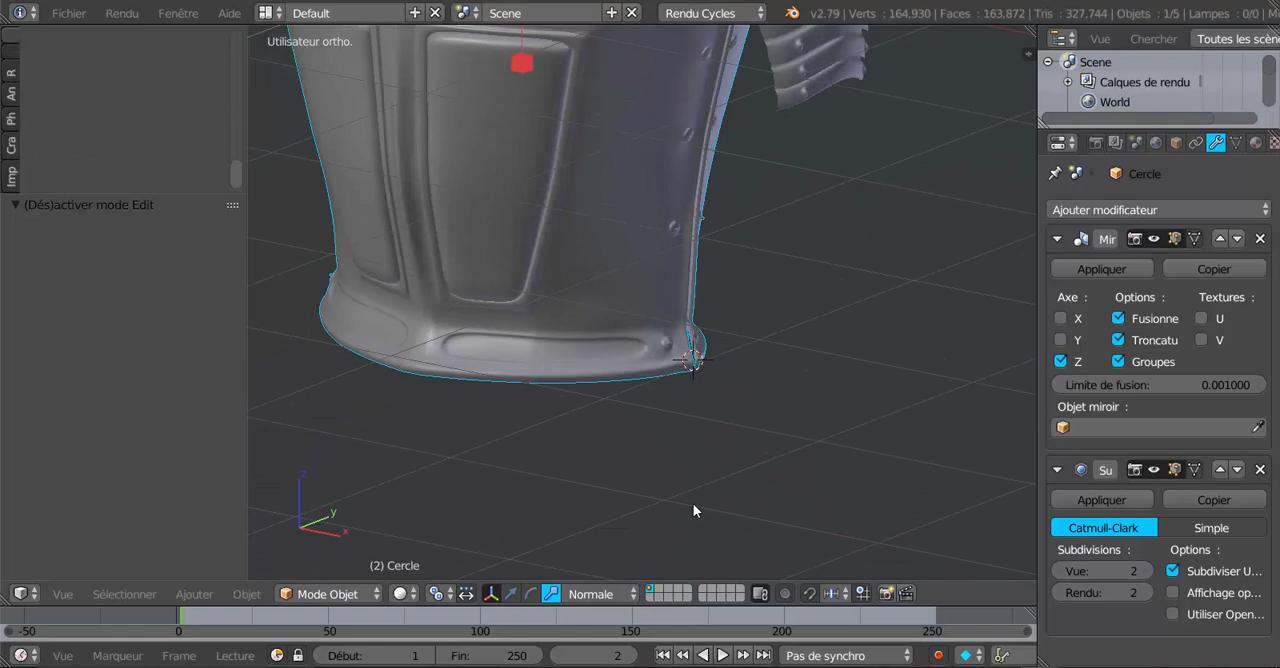 Fichier Rendu Fenêtre Aide Default Scene Rendu Cycles v2.79 | Verts : 164,930 | Faces : 163,872 | Tris : 327,744 | Objets : 1/5 | Lampes : 0/0 |
Utilisateur ortho.
Vue Chercher Toutes les scèn
Scene
Calques de rendu
World
R
An
Ph
Cra
Imp
(Dés)activer mode Edit
Cercle
Ajouter modificateur
Mir
Appliquer Copier
Axe : Options : Textures :
X Fusionne U
Y Troncatu V
Z Groupes
Limite de fusion: 0.001000
Objet miroir :
Su
Appliquer Copier
Catmull-Clark Simple
Subdivisions : Options :
Vue: 2 Subdiviser U...
Rendu: 2 Affichage op...
Utiliser Open...
z
y
x
(2) Cercle
Vue Sélectionner Ajouter Objet Mode Objet Normale
-50 0 50 100 150 200 250
Vue Marqueur Frame Lecture Début: 1 Fin: 250 2 Pas de synchro